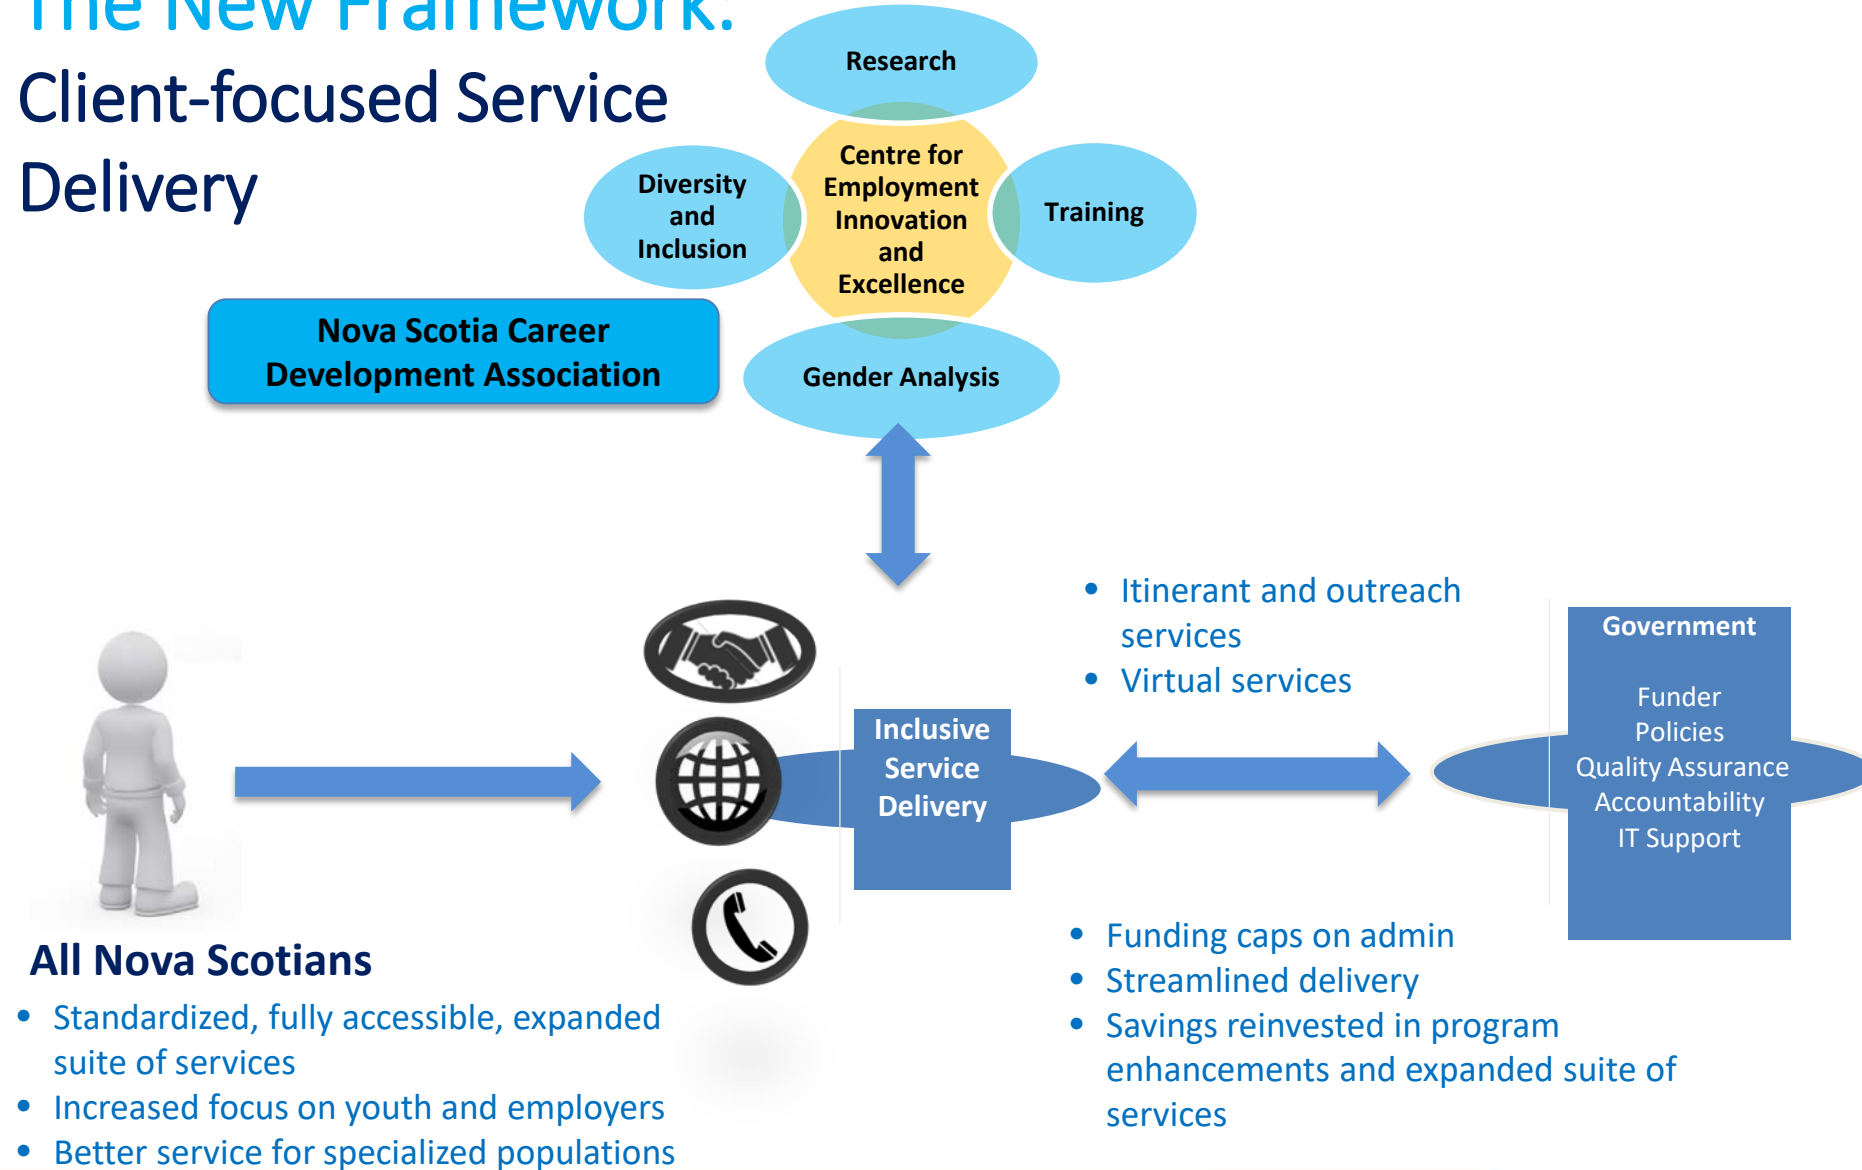 The New Framework:
Client-focused Service
Delivery
Research
Centre for
Employment
Innovation
and
Excellence
Diversity
and
Inclusion
Training
Gender Analysis
Nova Scotia Career
Development Association
• Itinerant and outreach
services
• Virtual services
Inclusive
Service
Delivery
Government
Funder
Policies
Quality Assurance
Accountability
IT Support
All Nova Scotians
• Standardized, fully accessible, expanded
suite of services
• Increased focus on youth and employers
• Better service for specialized populations
• Funding caps on admin
• Streamlined delivery
• Savings reinvested in program
enhancements and expanded suite of
services